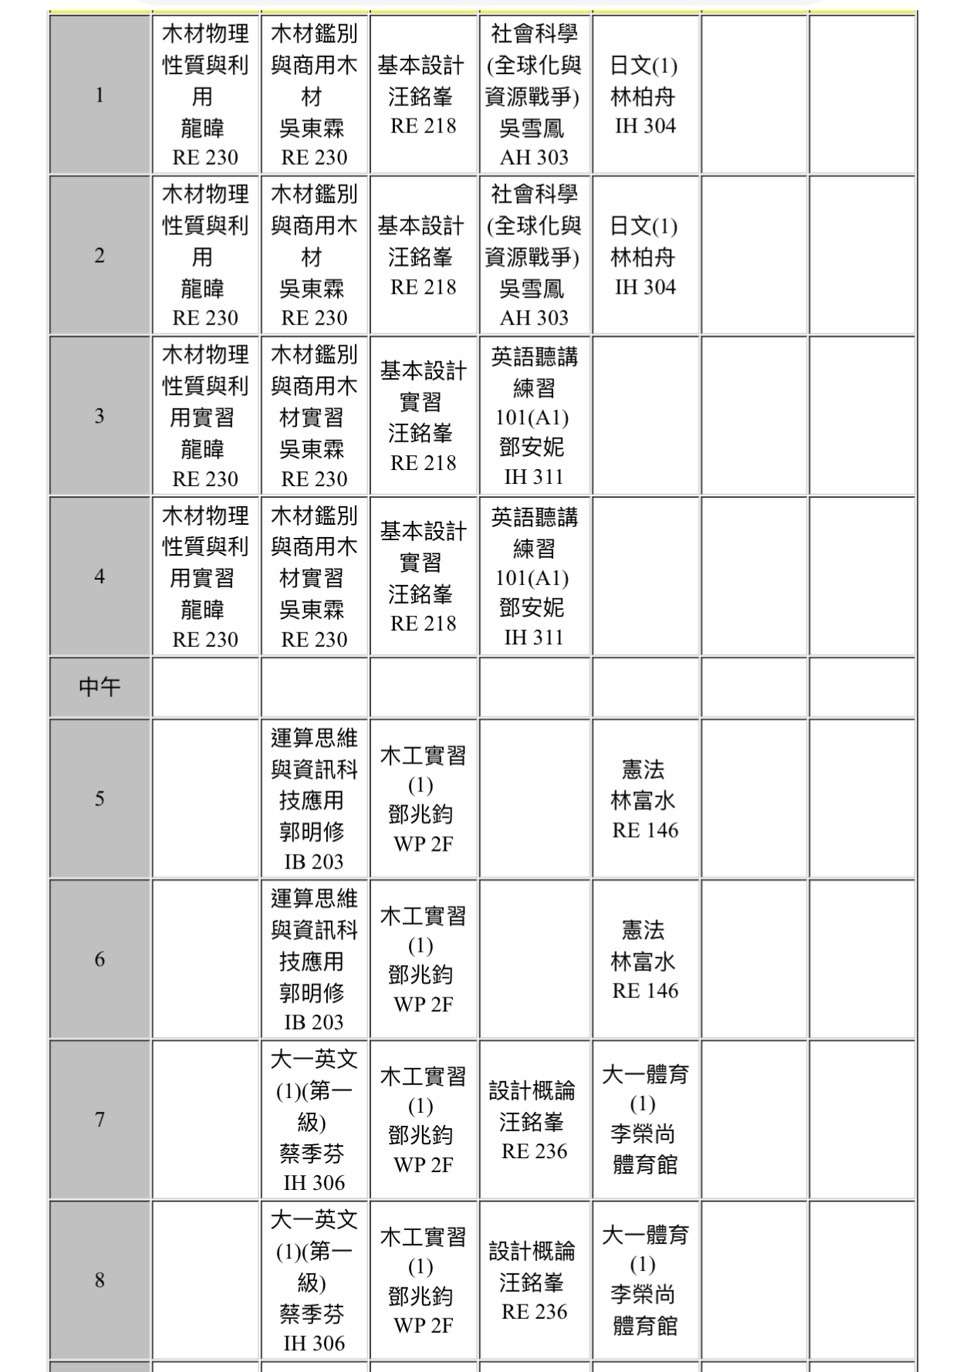 1
木材物理
性質與利
用
龍暐
RE 230
木材鑑別
與商用木
材
吳東霖
RE 230
基本設計
汪銘峯
RE 218
社會科學
(全球化與
資源戰爭)
吳雪鳳
AH 303
日文(1)
林柏舟
IH 304
2
木材物理
性質與利
用
龍暐
RE 230
木材鑑別
與商用木
材
吳東霖
RE 230
基本設計
汪銘峯
RE 218
社會科學
(全球化與
資源戰爭)
吳雪鳳
AH 303
日文(1)
林柏舟
IH 304
3
木材物理
性質與利
用實習
龍暐
RE 230
木材鑑別
與商用木
材實習
吳東霖
RE 230
基本設計
實習
汪銘峯
RE 218
英語聽講
練習
101(A1)
鄧安妮
IH 311
4
木材物理
性質與利
用實習
龍暐
RE 230
木材鑑別
與商用木
材實習
吳東霖
RE 230
基本設計
實習
汪銘峯
RE 218
英語聽講
練習
101(A1)
鄧安妮
IH 311
中午
5
運算思維
與資訊科
技應用
郭明修
IB 203
木工實習
(1)
鄧兆鈞
WP 2F
憲法
林富水
RE 146
6
運算思維
與資訊科
技應用
郭明修
IB 203
木工實習
(1)
鄧兆鈞
WP 2F
憲法
林富水
RE 146
7
大一英文
(1)(第一
級)
蔡季芬
IH 306
木工實習
(1)
鄧兆鈞
WP 2F
設計概論
汪銘峯
RE 236
大一體育
(1)
李榮尚
體育館
8
大一英文
(1)(第一
級)
蔡季芬
IH 306
木工實習
(1)
鄧兆鈞
WP 2F
設計概論
汪銘峯
RE 236
大一體育
(1)
李榮尚
體育館